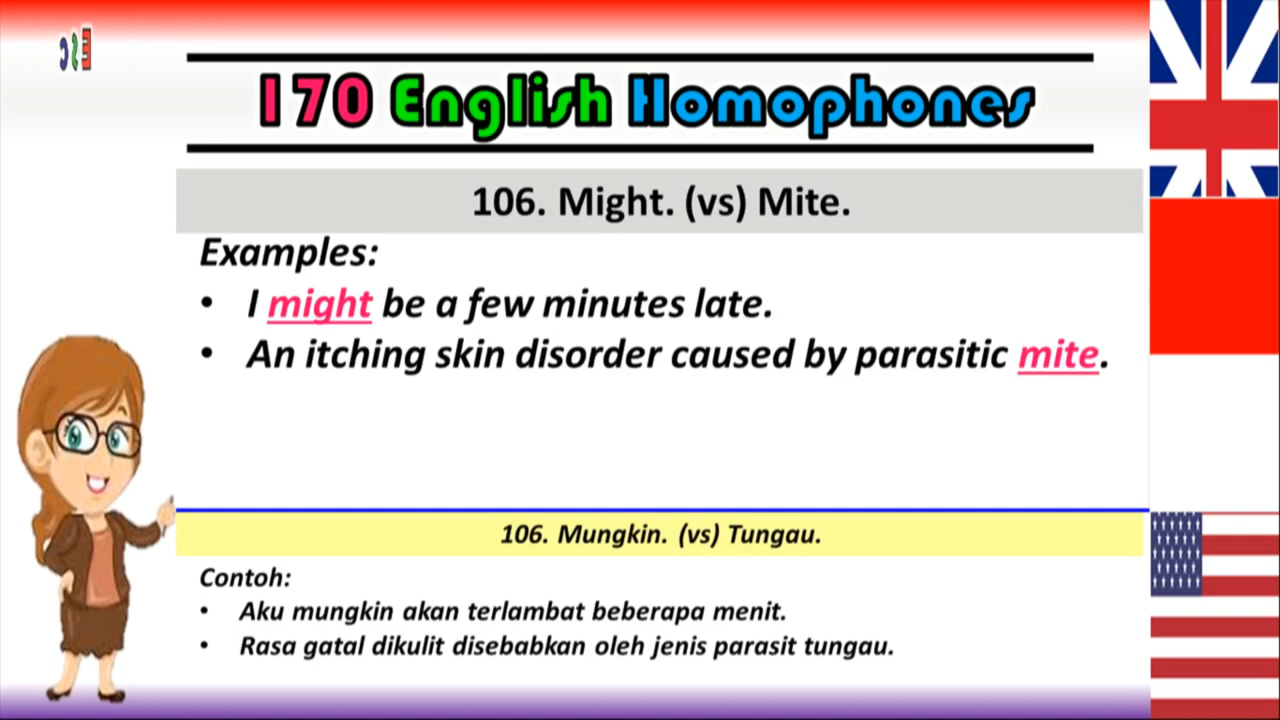 170 English Homophones
106. Might. (vs) Mite.
Examples:
• I might be a few minutes late.
• An itching skin disorder caused by parasitic mite.
106. Mungkin. (vs) Tungau.
Contoh:
• Aku mungkin akan terlambat beberapa menit.
• Rasa gatal dikulit disebabkan oleh jenis parasit tungau.